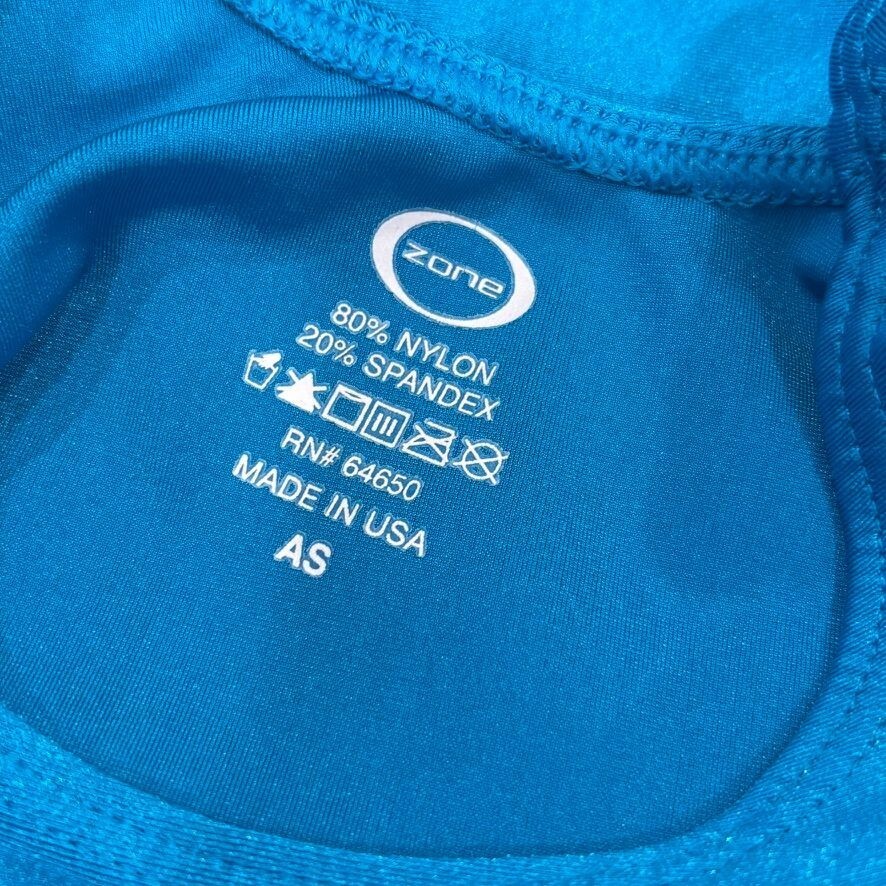 ZONE
80% NYLON
20% SPANDEX
RN# 64650
MADE IN USA
AS